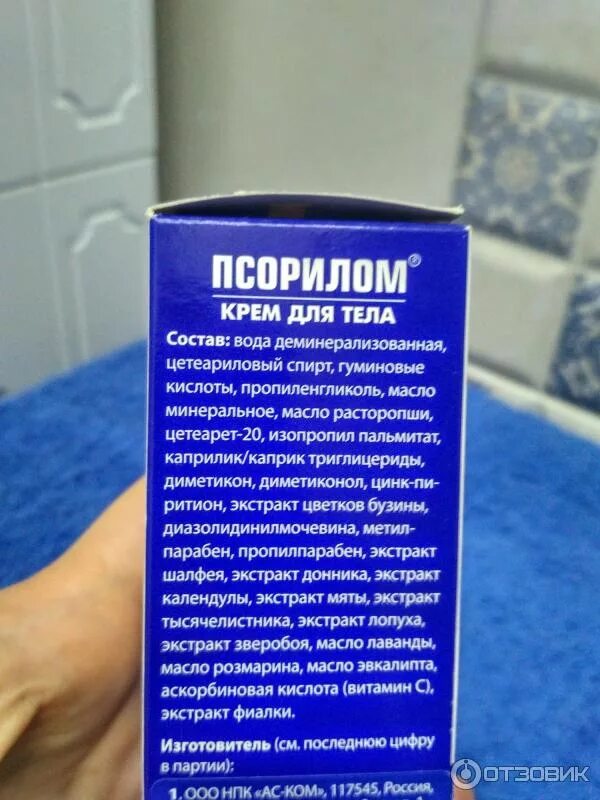 ПСОРИЛОМ®
КРЕМ ДЛЯ ТЕЛА
Состав: вода деминерализованная,
цетеариловый спирт, гуминовые
кислоты, пропиленгликоль, масло
минеральное, масло расторопши,
цетеарет-20, изопропил пальмитат,
каприлик/каприк триглицериды,
диметикон, диметиконол, цинк-пи-
ритион, экстракт цветков бузины,
диазолидинилмочевина, метил-
парабен, пропилпарабен, экстракт
шалфея, экстракт донника, экстракт
календулы, экстракт мяты, экстракт
тысячелистника, экстракт лопуха,
экстракт зверобоя, масло лаванды,
масло розмарина, масло эвкалипта,
аскорбиновая кислота (витамин С),
экстракт фиалки.
Изготовитель (см. последнюю цифру
в партии):
1. ООО НПК «АС-КОМ», 117545, Россия,
ОТЗОВИК